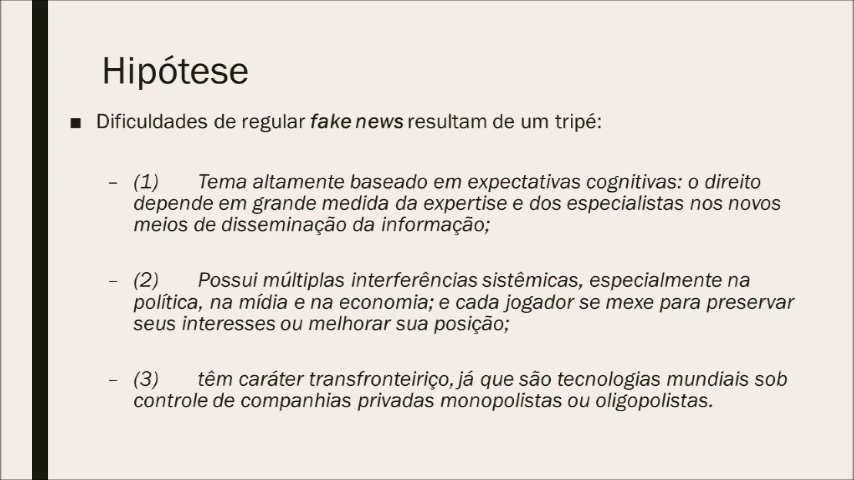 Hipótese
■ Dificuldades de regular fake news resultam de um tripé:
– (1) Tema altamente baseado em expectativas cognitivas: o direito
depende em grande medida da expertise e dos especialistas nos novos
meios de disseminação da informação;
– (2) Possui múltiplas interferências sistêmicas, especialmente na
política, na mídia e na economia; e cada jogador se mexe para preservar
seus interesses ou melhorar sua posição;
– (3) têm caráter transfronteiriço, já que são tecnologias mundiais sob
controle de companhias privadas monopolistas ou oligopolistas.